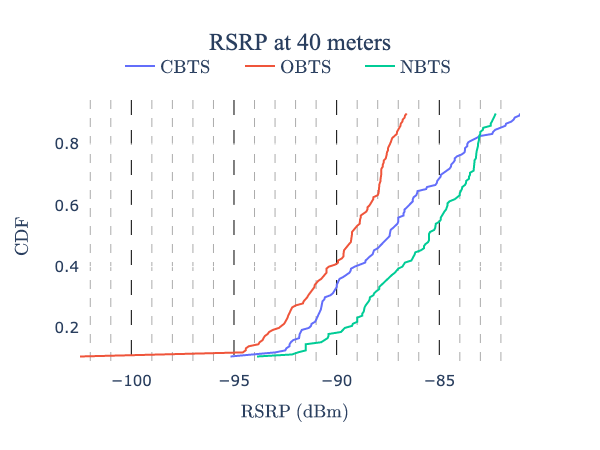 RSRP at 40 meters
CBTS OBTS NBTS
0.8
0.6
0.4
0.2
CDF
−100 −95 −90 −85
RSRP (dBm)